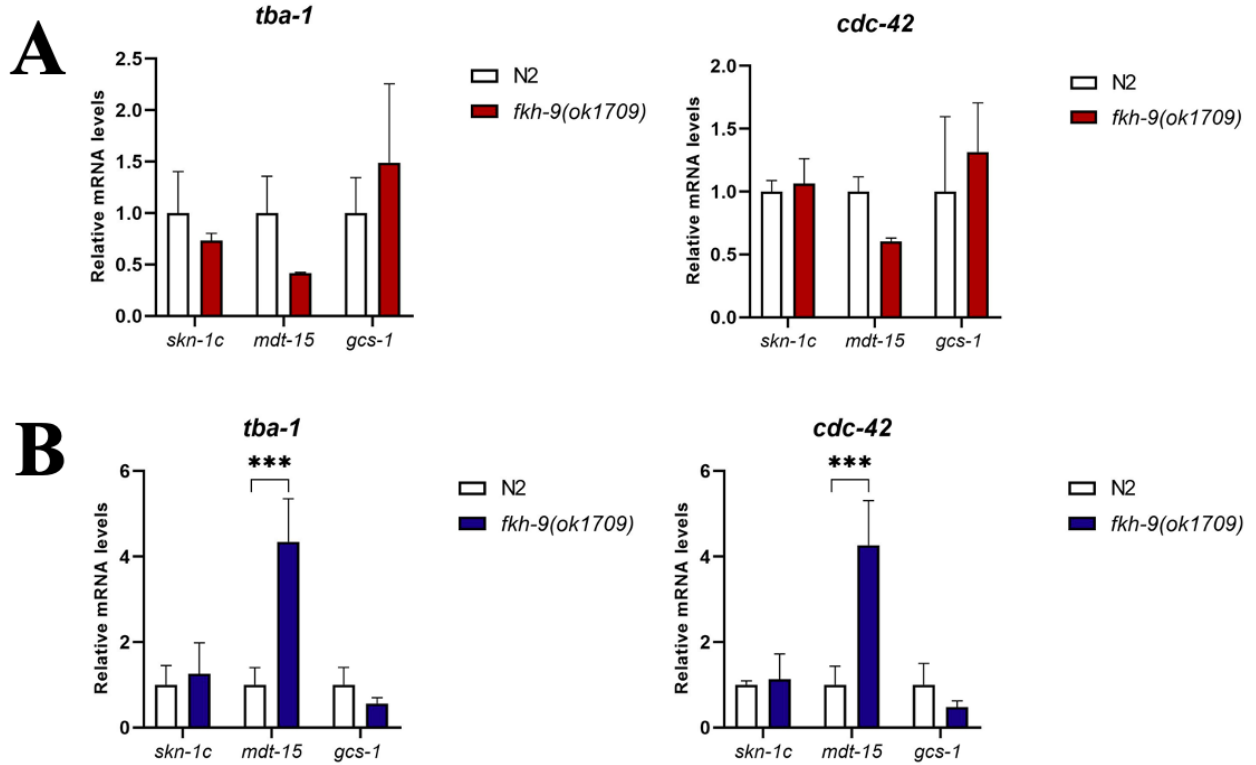 A
tba-1
Relative mRNA levels
2.5
2.0
1.5
1.0
0.5
0.0
skn-1c mdt-15 gcs-1
N2
fkh-9(ok1709)
cdc-42
Relative mRNA levels
2.0
1.5
1.0
0.5
0.0
skn-1c mdt-15 gcs-1
N2
fkh-9(ok1709)
B
tba-1
Relative mRNA levels
6
4
2
0
***
skn-1c mdt-15 gcs-1
N2
fkh-9(ok1709)
cdc-42
Relative mRNA levels
6
4
2
0
***
skn-1c mdt-15 gcs-1
N2
fkh-9(ok1709)